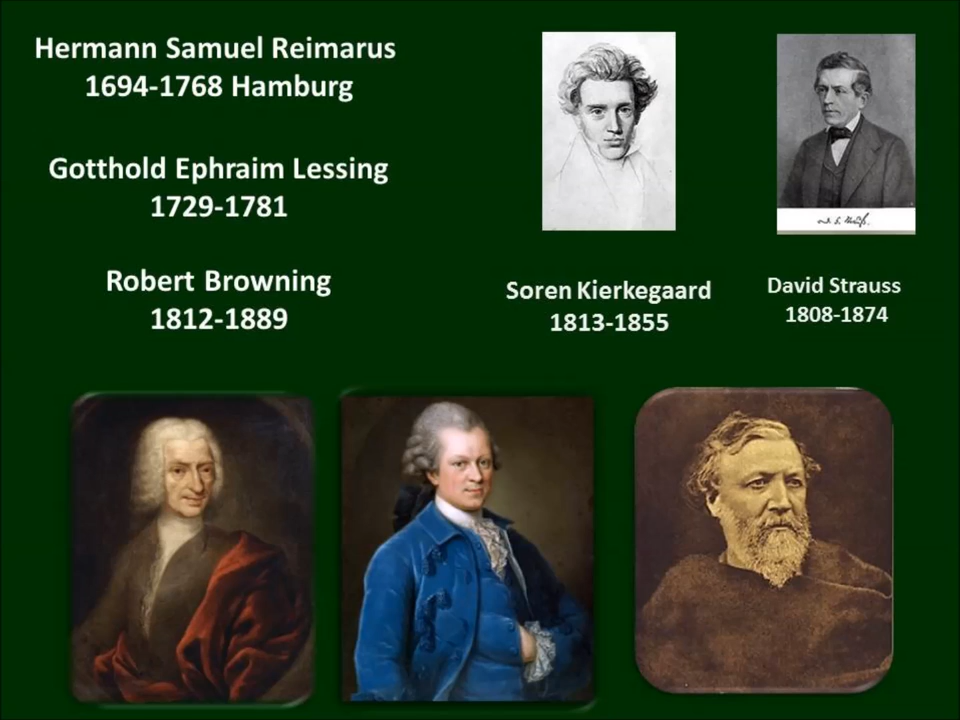 Hermann Samuel Reimarus
1694-1768 Hamburg
Gotthold Ephraim Lessing
1729-1781
Robert Browning
1812-1889
Soren Kierkegaard
1813-1855
David Strauss
1808-1874